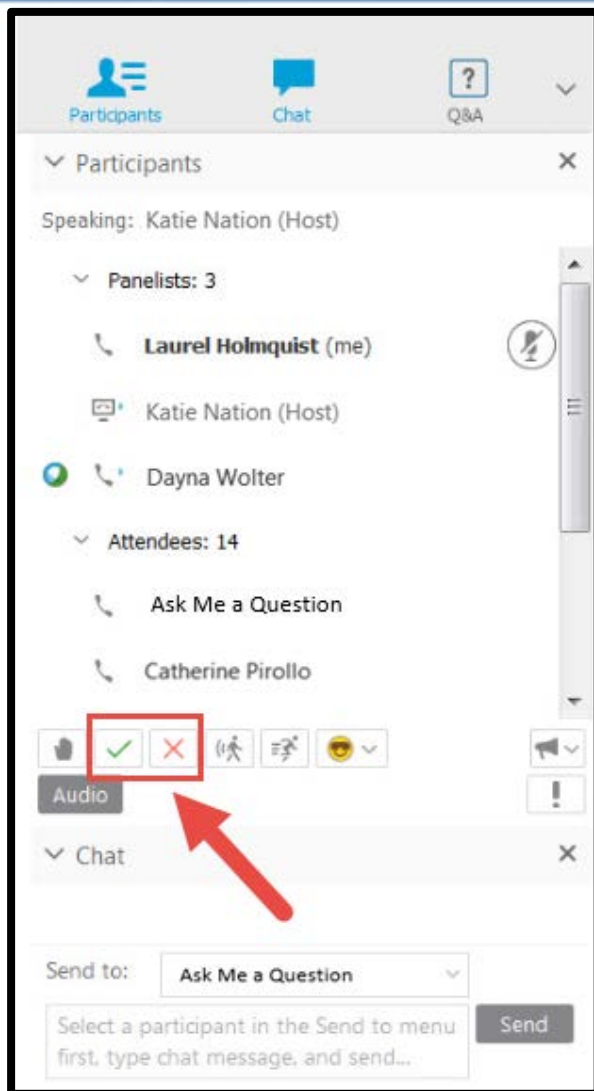 ?
Participants Chat Q&A
Participants
Speaking: Katie Nation (Host)
Panelists: 3
Laurel Holmquist (me)
Katie Nation (Host)
Dayna Wolter
Attendees: 14
Ask Me a Question
Catherine Pirollo
Audio !
Chat
Send to: Ask Me a Question
Select a participant in the Send to menu Send
first, type chat message, and send...